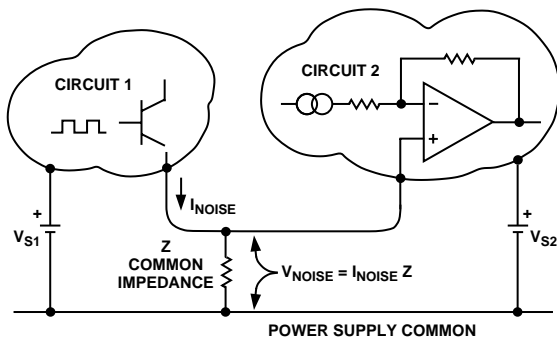 CIRCUIT 1
CIRCUIT 2
–
+
+
V_S1
I_NOISE
Z
COMMON
IMPEDANCE
V_NOISE = I_NOISE Z
+
V_S2
POWER SUPPLY COMMON